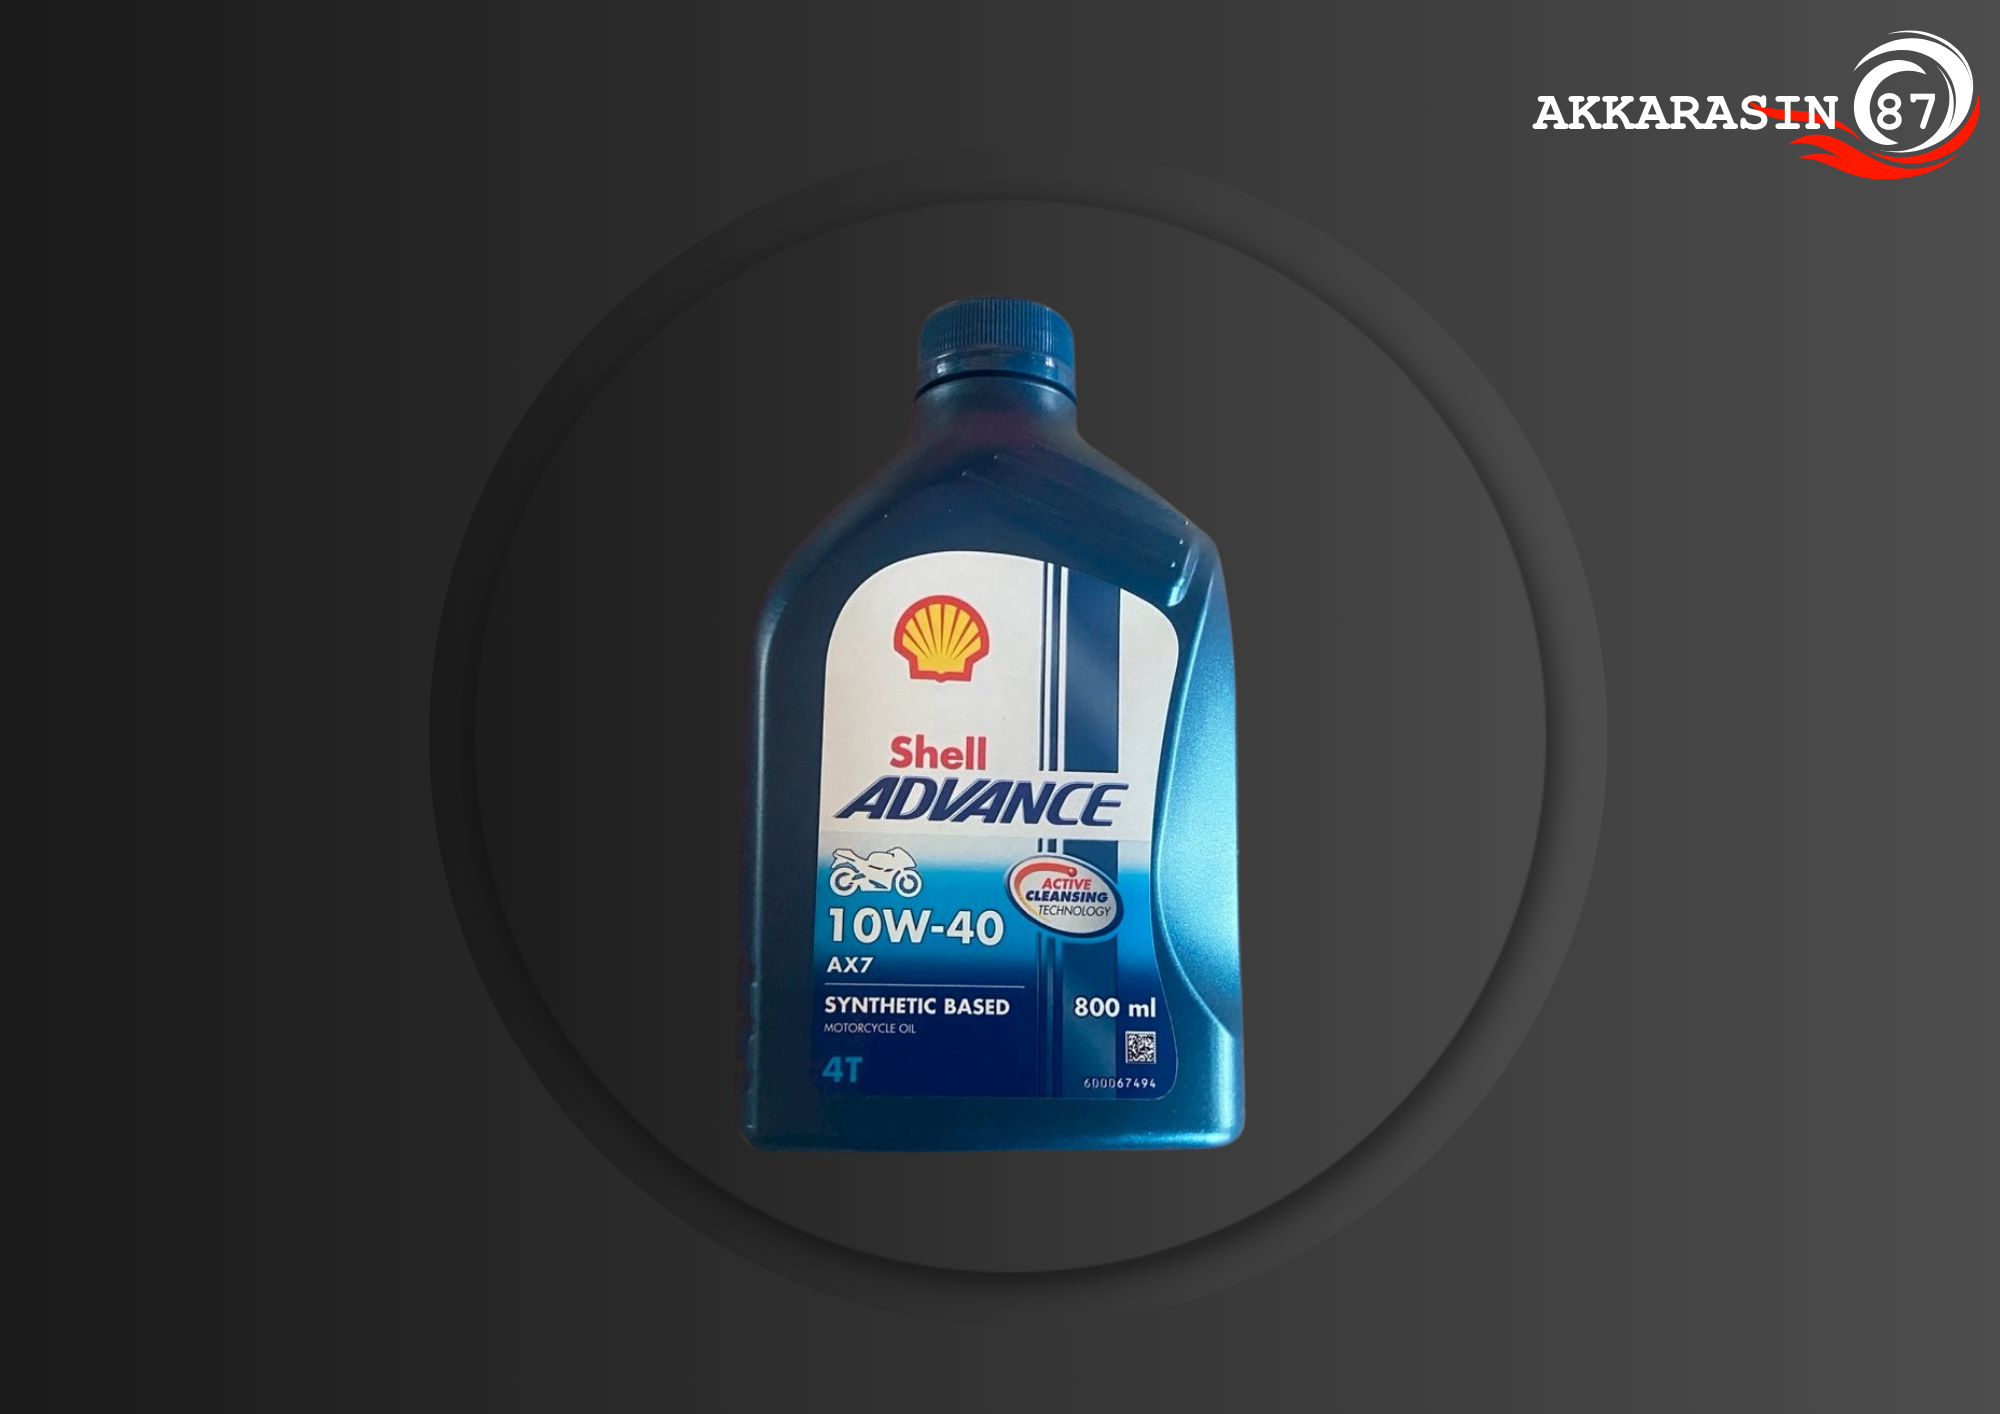 AKKARASIN 87
Shell
ADVANCE
ACTIVE
CLEANSING
TECHNOLOGY
10W-40
AX7
SYNTHETIC BASED
800 ml
MOTORCYCLE OIL
4T
600067494